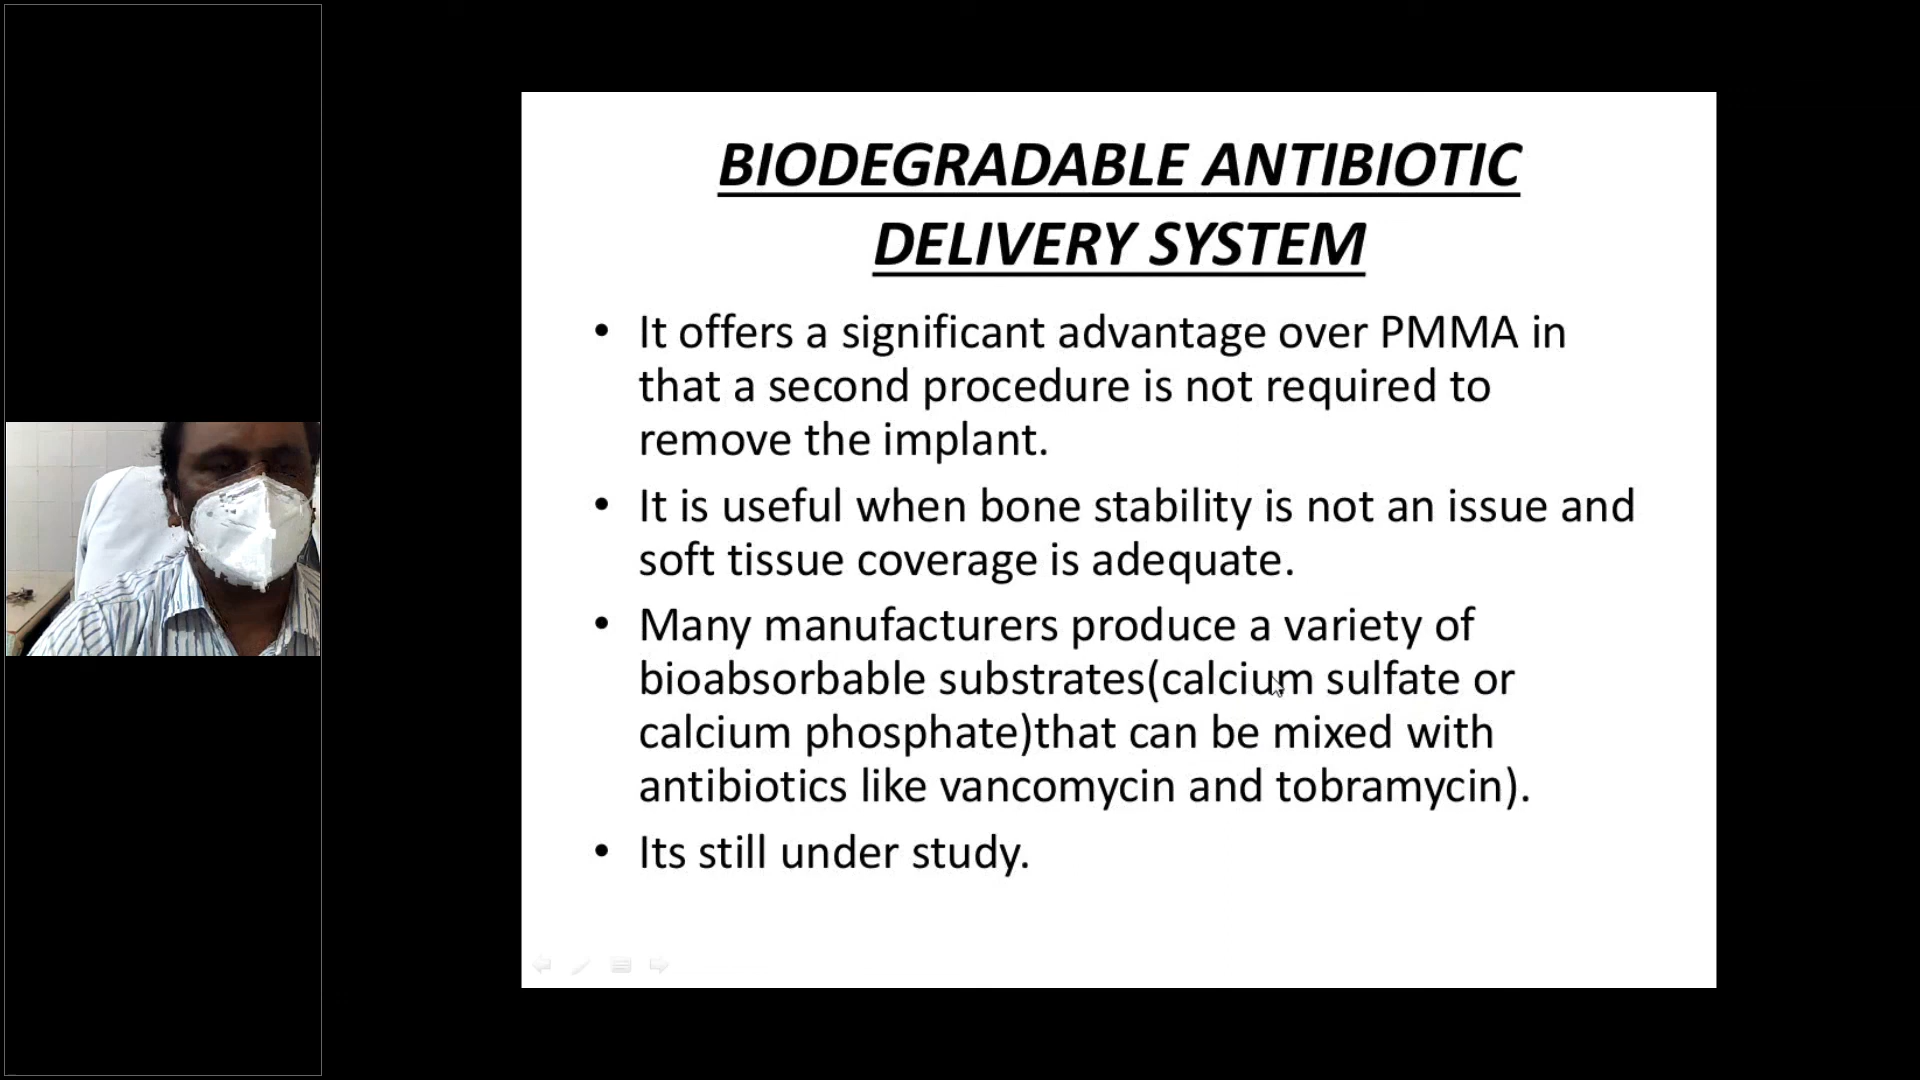 BIODEGRADABLE ANTIBIOTIC
DELIVERY SYSTEM
• It offers a significant advantage over PMMA in
that a second procedure is not required to
remove the implant.
• It is useful when bone stability is not an issue and
soft tissue coverage is adequate.
• Many manufacturers produce a variety of
bioabsorbable substrates(calcium sulfate or
calcium phosphate)that can be mixed with
antibiotics like vancomycin and tobramycin).
• Its still under study.